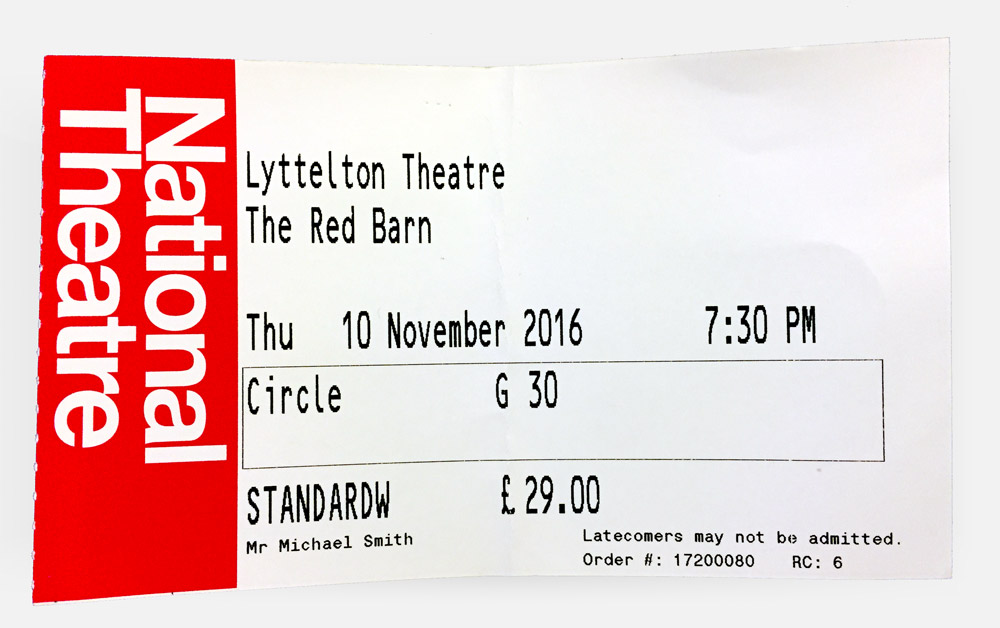 National
Theatre
Lyttelton Theatre
The Red Barn
Thu 10 November 2016 7:30 PM
Circle G 30
STANDARDW £29.00
Mr Michael Smith
Latecomers may not be admitted.
Order #: 17200080 RC: 6